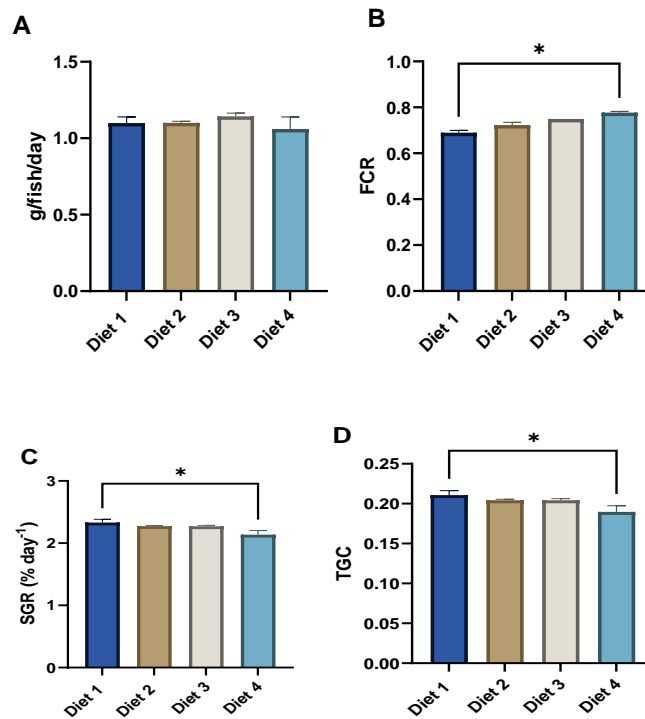 A
1.5
1.0
0.5
0.0
g/fish/day
Diet 1
Diet 2
Diet 3
Diet 4
B
*
1.0
0.8
0.6
0.4
0.2
0.0
FCR
Diet 1
Diet 2
Diet 3
Diet 4
C
*
3
2
1
0
SGR (% day⁻¹)
Diet 1
Diet 2
Diet 3
Diet 4
D
*
0.25
0.20
0.15
0.10
0.05
0.00
TGC
Diet 1
Diet 2
Diet 3
Diet 4